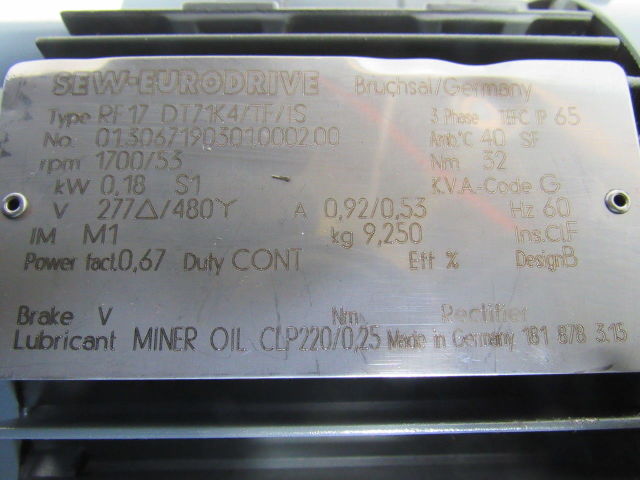 SEW-EURODRIVE Bruchsal/Germany
Type RF17 DT71K4/TF/IS 3 Phase TEFC IP 65
No. 01.3067190301.0002.00 Amb.°C 40 SF
rpm 1700/53 Nm 32
kW 0,18 S1 K.V.A.-Code G
V 277△/480Y A 0,92/0,53 Hz 60
IM M1 kg 9,250 Ins.Cl.F
Power fact.0,67 Duty CONT Eff % Design B
Brake V Nm Rectifier
Lubricant MINER OIL CLP220/0,25 Made in Germany 181 878 3.15